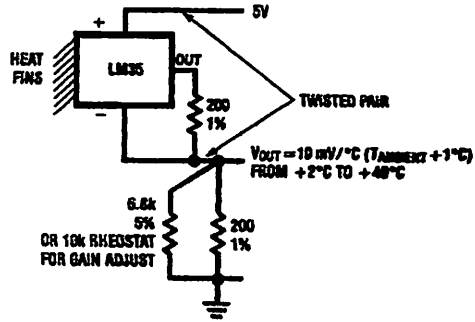 +
5V
HEAT
FINS
LM35
OUT
−
200
1%
TWISTED PAIR
VOUT = 10 mV/°C (TAMBIENT + 1°C)
FROM +2°C TO +40°C
6.8k
5%
OR 10k RHEOSTAT
FOR GAIN ADJUST
200
1%